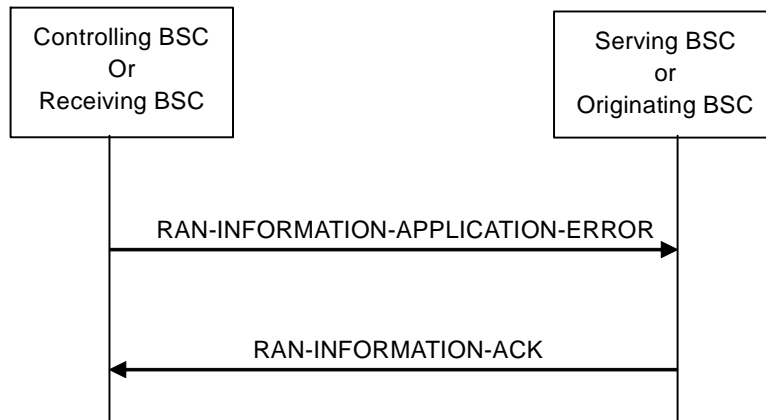 Controlling BSC
Or
Receiving BSC
Serving BSC
or
Originating BSC
RAN-INFORMATION-APPLICATION-ERROR
RAN-INFORMATION-ACK